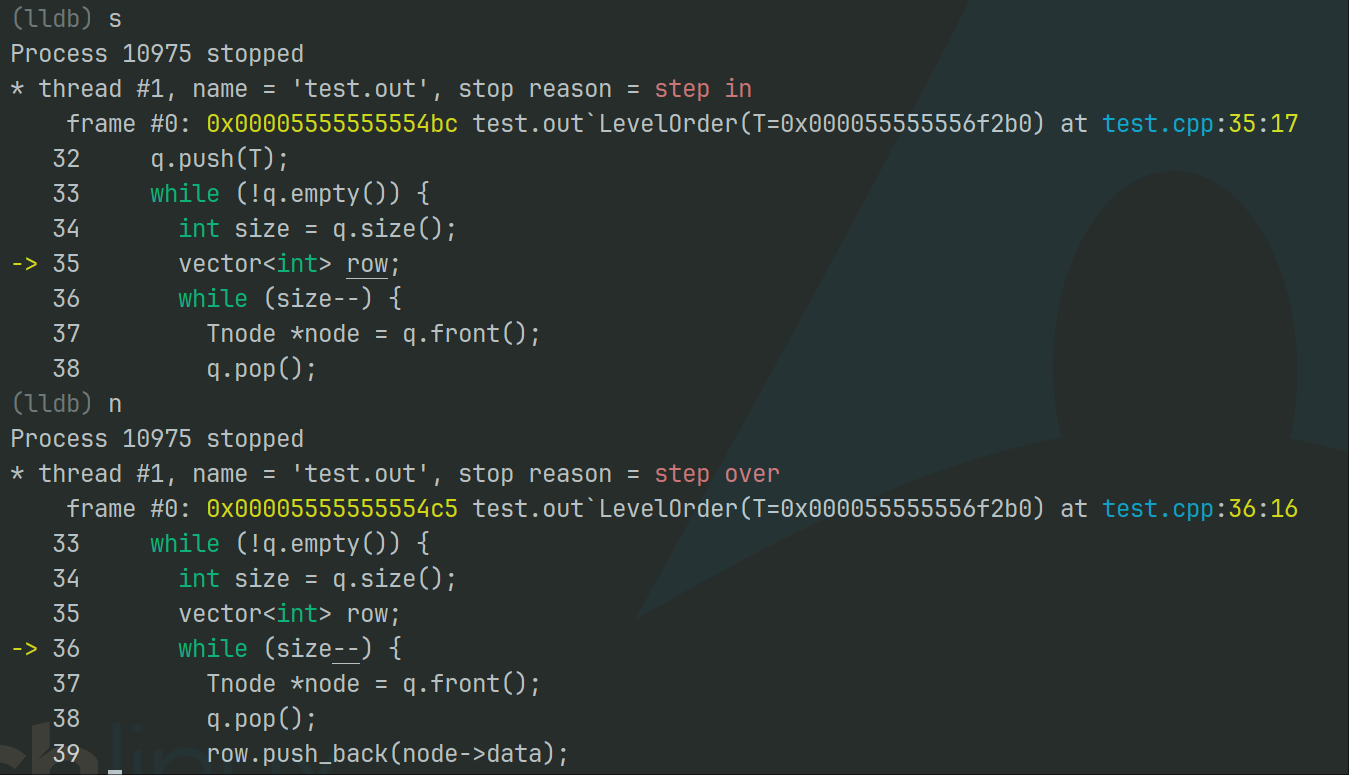 (lldb) s
Process 10975 stopped
* thread #1, name = 'test.out', stop reason = step in
    frame #0: 0x00005555555554bc test.out`LevelOrder(T=0x000055555556f2b0) at test.cpp:35:17
   32     q.push(T);
   33     while (!q.empty()) {
   34       int size = q.size();
-> 35       vector<int> row;
   36       while (size--) {
   37         Tnode *node = q.front();
   38         q.pop();
(lldb) n
Process 10975 stopped
* thread #1, name = 'test.out', stop reason = step over
    frame #0: 0x00005555555554c5 test.out`LevelOrder(T=0x000055555556f2b0) at test.cpp:36:16
   33     while (!q.empty()) {
   34       int size = q.size();
   35       vector<int> row;
-> 36       while (size--) {
   37         Tnode *node = q.front();
   38         q.pop();
   39         row.push_back(node->data);